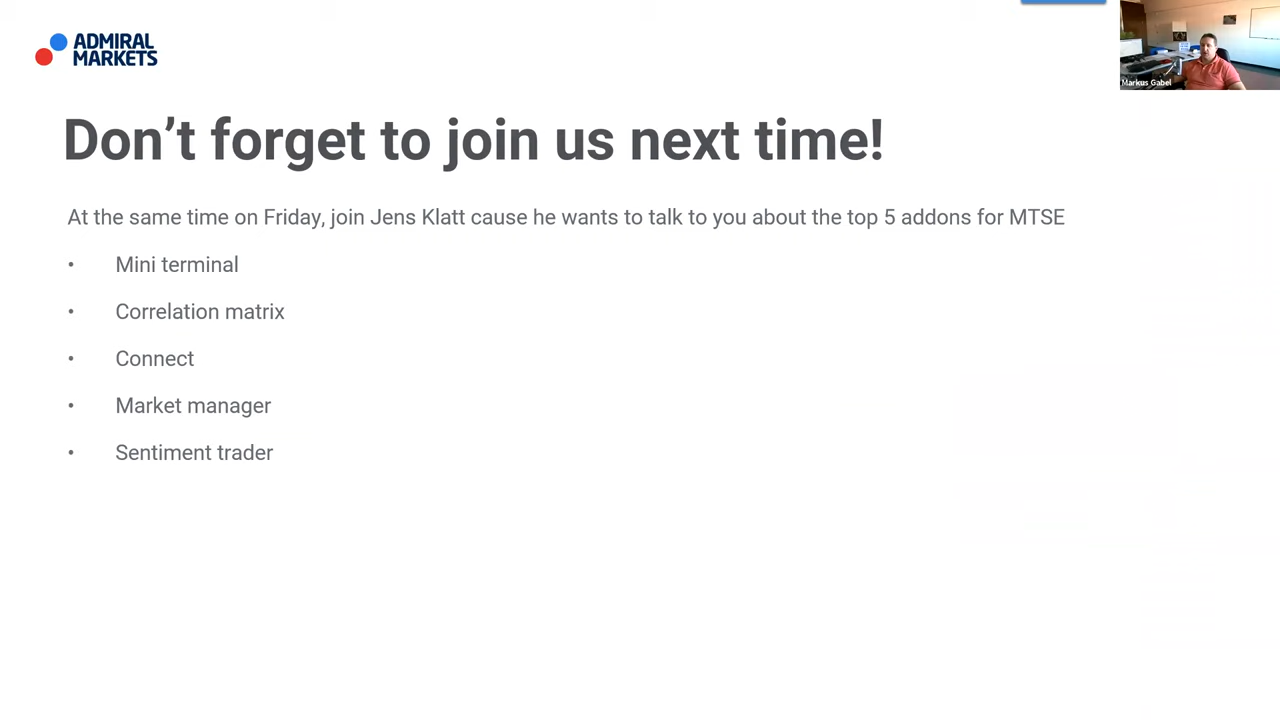 ADMIRAL
MARKETS
Markus Gabel
Don’t forget to join us next time!
At the same time on Friday, join Jens Klatt cause he wants to talk to you about the top 5 addons for MTSE
• Mini terminal
• Correlation matrix
• Connect
• Market manager
• Sentiment trader